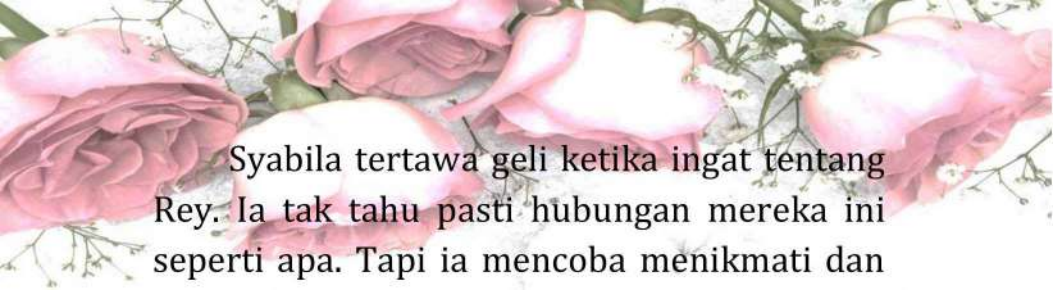 Syabila tertawa geli ketika ingat tentang
Rey. Ia tak tahu pasti hubungan mereka ini
seperti apa. Tapi ia mencoba menikmati dan